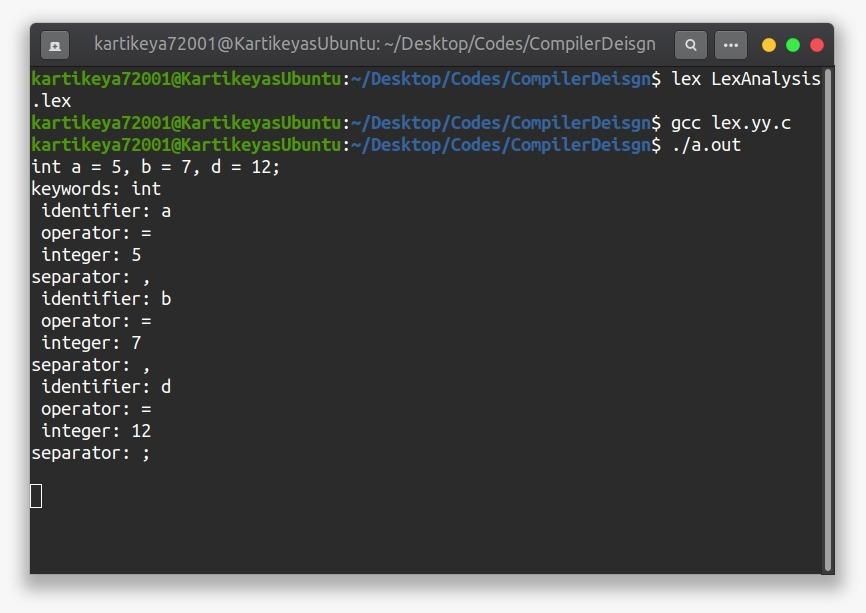 kartikeya72001@KartikeyasUbuntu: ~/Desktop/Codes/CompilerDeisgn
kartikeya72001@KartikeyasUbuntu:~/Desktop/Codes/CompilerDeisgn$ lex LexAnalysis
.lex
kartikeya72001@KartikeyasUbuntu:~/Desktop/Codes/CompilerDeisgn$ gcc lex.yy.c
kartikeya72001@KartikeyasUbuntu:~/Desktop/Codes/CompilerDeisgn$ ./a.out
int a = 5, b = 7, d = 12;
keywords: int
 identifier: a
 operator: =
 integer: 5
separator: ,
 identifier: b
 operator: =
 integer: 7
separator: ,
 identifier: d
 operator: =
 integer: 12
separator: ;